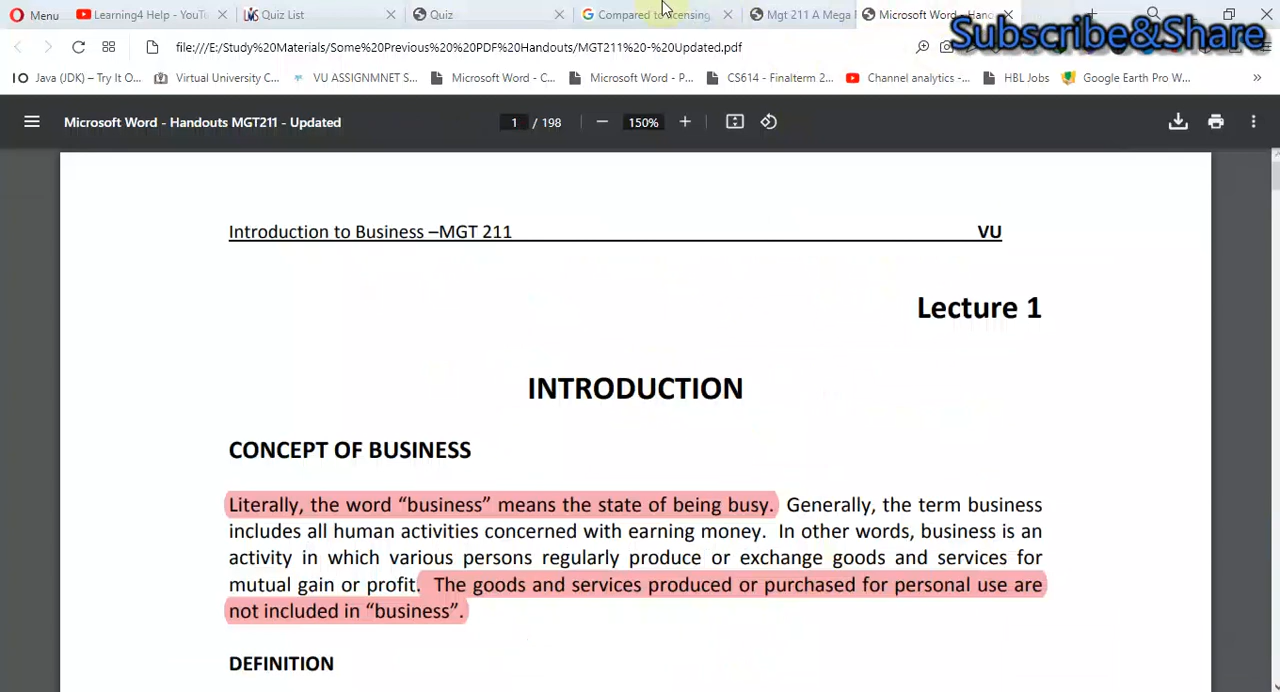 Menu
Learning4 Help - YouTu
Quiz List
Quiz
Compared to licensing
Mgt 211 A Mega
Microsoft Word - Hand
Subscribe&Share
file:///E:/Study%20Materials/Some%20Previous%20%20PDF%20Handouts/MGT211%20-%20Updated.pdf
Java (JDK) – Try It O...
Virtual University C...
VU ASSIGNMNET S...
Microsoft Word - C...
Microsoft Word - P...
CS614 - Finalterm 2...
Channel analytics -...
HBL Jobs
Google Earth Pro W...
»
Microsoft Word - Handouts MGT211 - Updated
1 / 198
150%
Introduction to Business –MGT 211 VU
Lecture 1
INTRODUCTION
CONCEPT OF BUSINESS
Literally, the word “business” means the state of being busy. Generally, the term business
includes all human activities concerned with earning money. In other words, business is an
activity in which various persons regularly produce or exchange goods and services for
mutual gain or profit. The goods and services produced or purchased for personal use are
not included in “business”.
DEFINITION